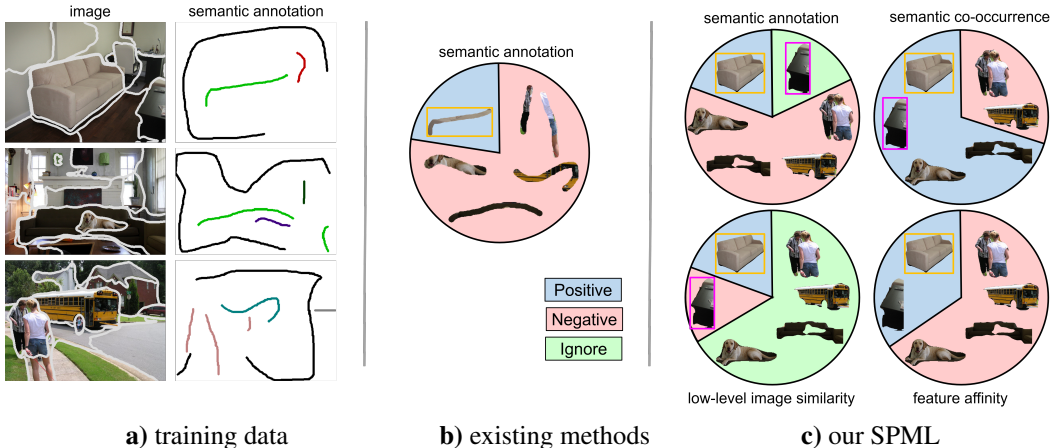 image
semantic annotation
semantic annotation
Positive
Negative
Ignore
semantic annotation
semantic co-occurrence
low-level image similarity
feature affinity
a) training data
b) existing methods
c) our SPML